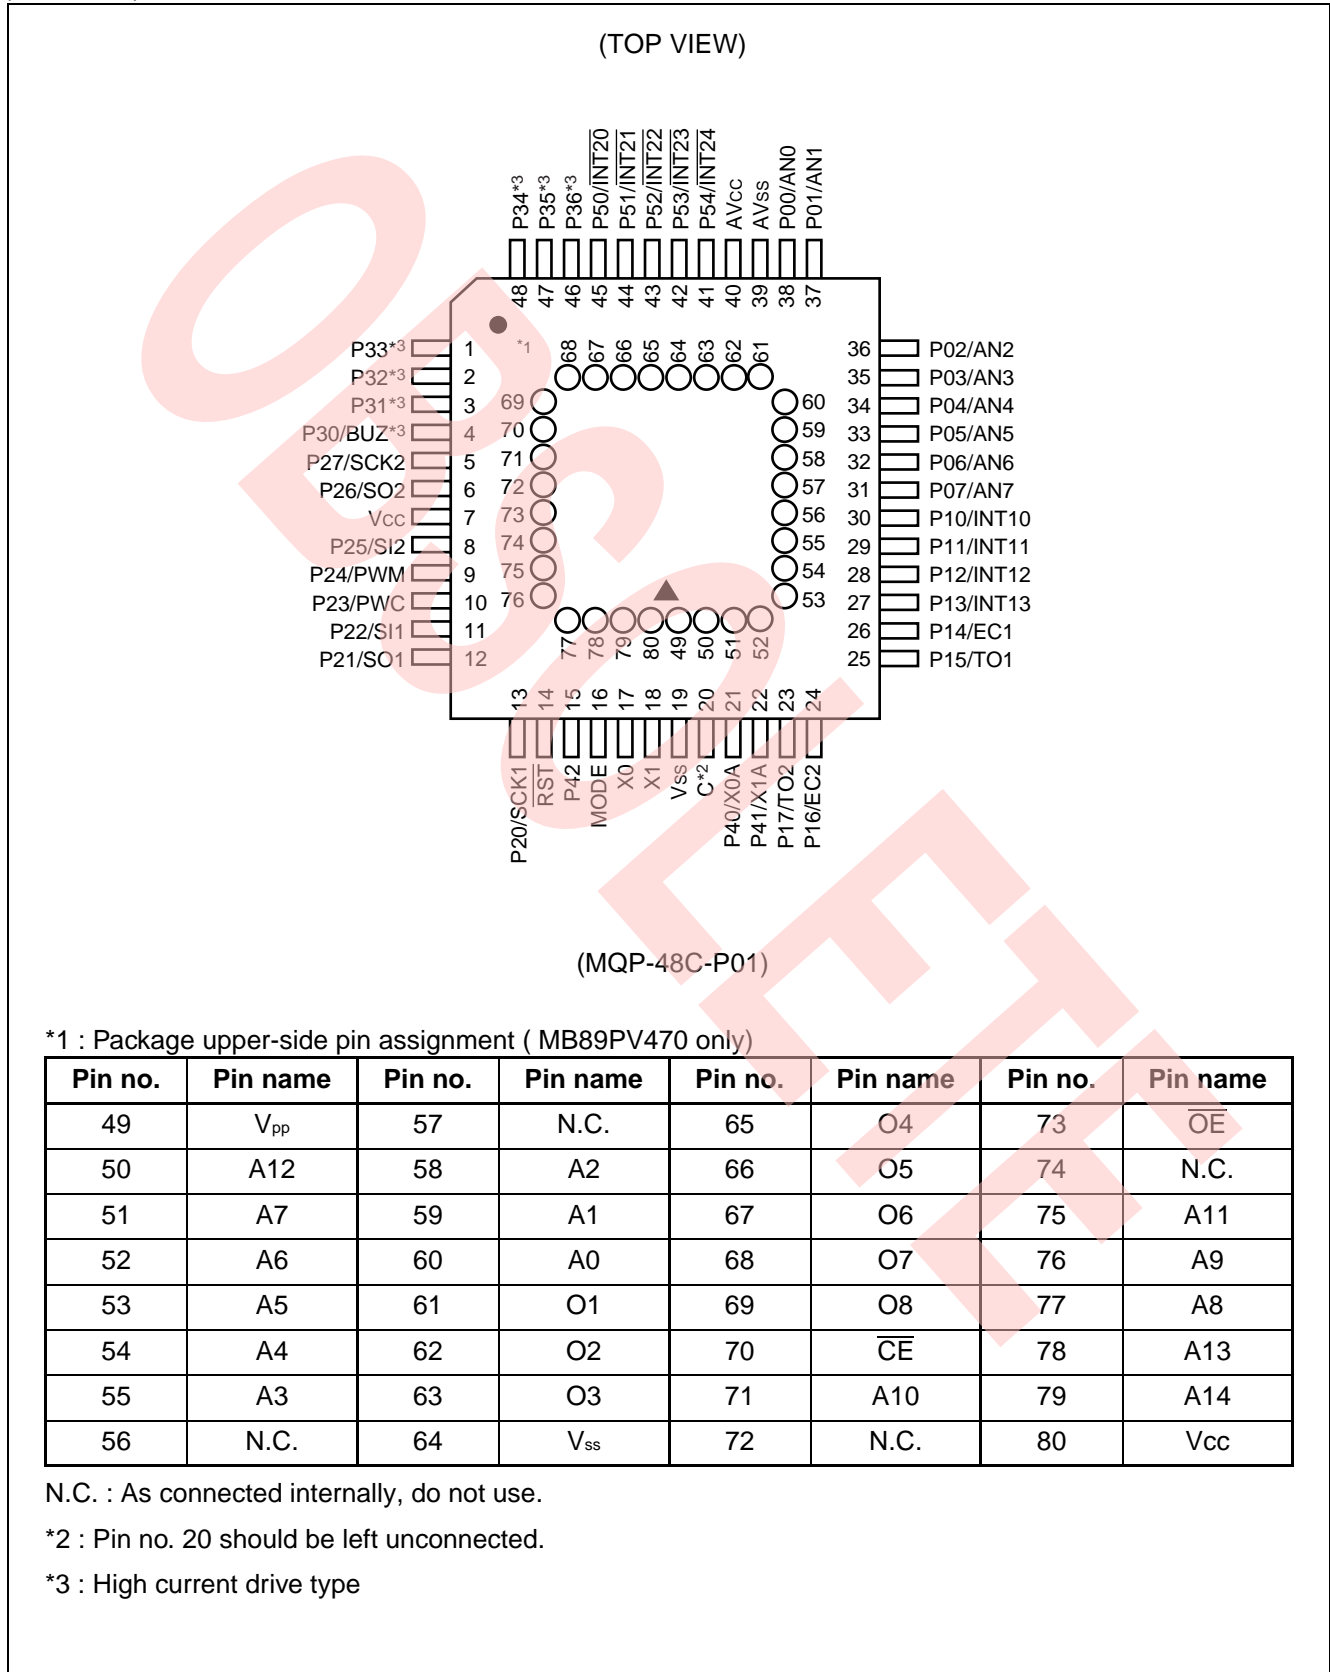 (TOP VIEW)
P34*3
P35*3
P36*3
P50/INT20
P51/INT21
P52/INT22
P53/INT23
P54/INT24
AVCC
AVSS
P00/AN0
P01/AN1
48 47 46 45 44 43 42 41 40 39 38 37
P33*3 1 *1 68 67 66 65 64 63 62 61 36 P02/AN2
P32*3 2 35 P03/AN3
P31*3 3 69 60 34 P04/AN4
P30/BUZ*3 4 70 59 33 P05/AN5
P27/SCK2 5 71 58 32 P06/AN6
P26/SO2 6 72 57 31 P07/AN7
VCC 7 73 56 30 P10/INT10
P25/SI2 8 74 55 29 P11/INT11
P24/PWM 9 75 54 28 P12/INT12
P23/PWC 10 76 53 27 P13/INT13
P22/SI1 11 77 78 79 80 49 50 51 52 26 P14/EC1
P21/SO1 12 25 P15/TO1
13 14 15 16 17 18 19 20 21 22 23 24
P20/SCK1
RST
P42
MODE
X0
X1
VSS
C*2
P40/X0A
P41/X1A
P17/TO2
P16/EC2
(MQP-48C-P01)
*1 : Package upper-side pin assignment ( MB89PV470 only)
Pin no. Pin name Pin no. Pin name Pin no. Pin name Pin no. Pin name
49 Vpp 57 N.C. 65 O4 73 OE
50 A12 58 A2 66 O5 74 N.C.
51 A7 59 A1 67 O6 75 A11
52 A6 60 A0 68 O7 76 A9
53 A5 61 O1 69 O8 77 A8
54 A4 62 O2 70 CE 78 A13
55 A3 63 O3 71 A10 79 A14
56 N.C. 64 Vss 72 N.C. 80 Vcc
N.C. : As connected internally, do not use.
*2 : Pin no. 20 should be left unconnected.
*3 : High current drive type
OBSOLETE